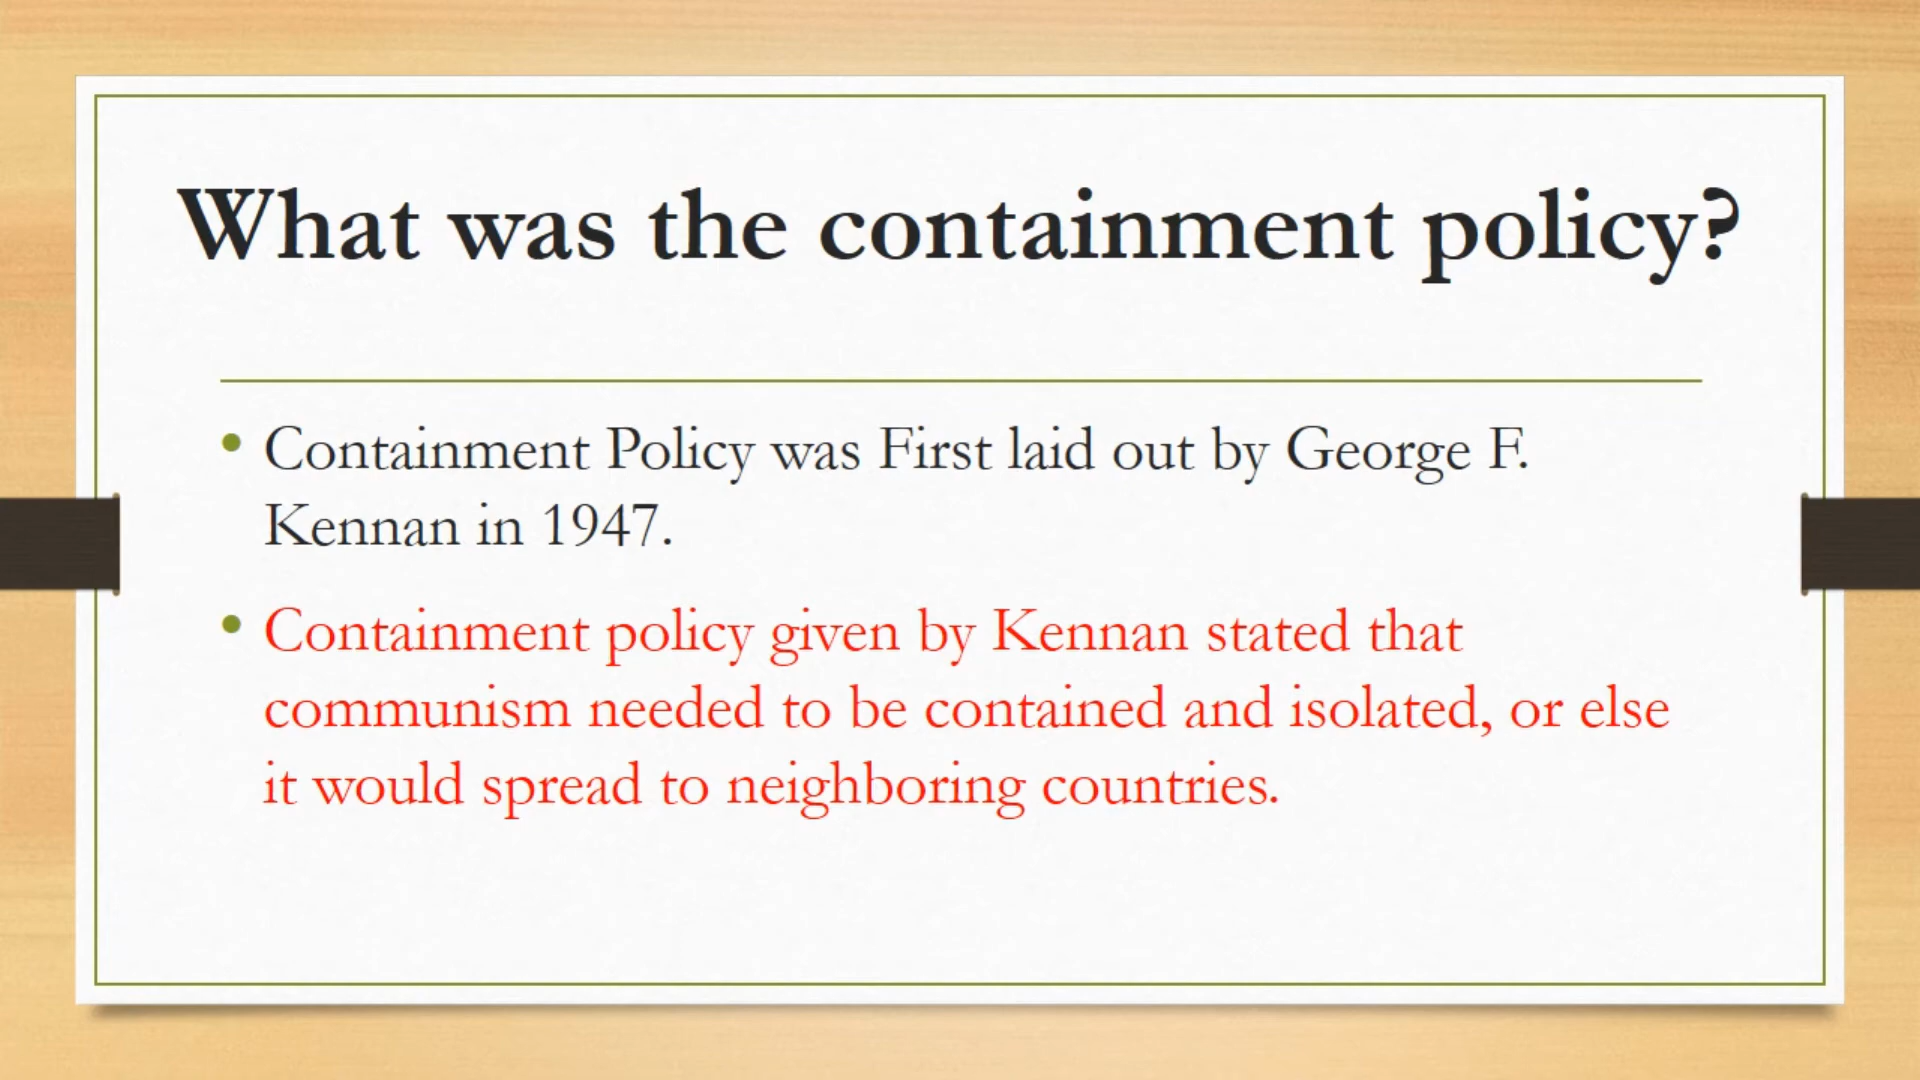 What was the containment policy?
• Containment Policy was First laid out by George F.
Kennan in 1947.
• Containment policy given by Kennan stated that
communism needed to be contained and isolated, or else
it would spread to neighboring countries.